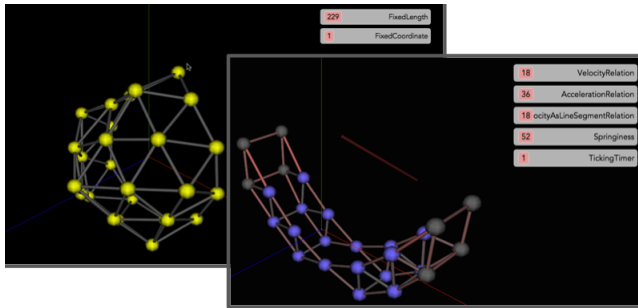 229 FixedLength
1 FixedCoordinate
18 VelocityRelation
36 AccelerationRelation
18 ocityAsLineSegmentRelation
52 Springiness
1 TickingTimer